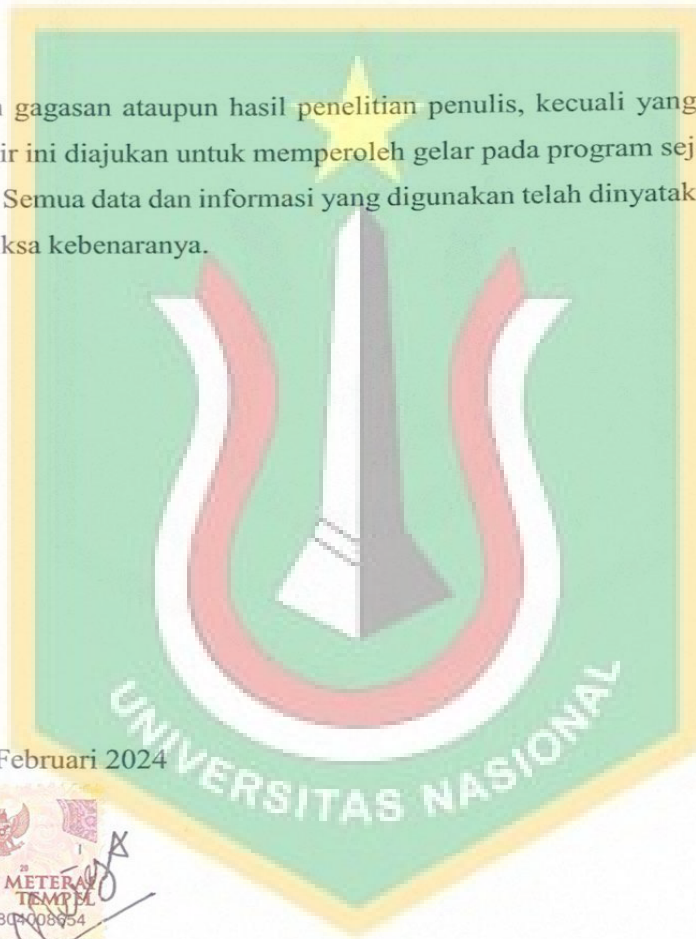 gagasan ataupun hasil penelitian penulis, kecuali yang
ir ini diajukan untuk memperoleh gelar pada program sej
Semua data dan informasi yang digunakan telah dinyatak
ksa kebenaranya.
UNIVERSITAS NASIONAL
Februari 2024
METERAI
TEMPEL